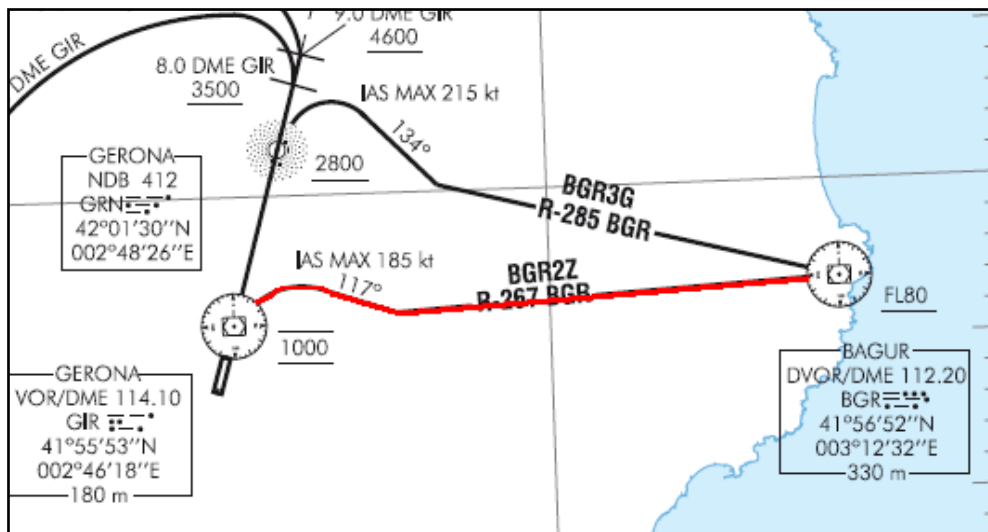 9.0 DME GIR
4600
DME GIR
8.0 DME GIR
3500
IAS MAX 215 kt
134°
GERONA
NDB 412
GRN
42°01'30''N
002°48'26''E
2800
BGR3G
R-285 BGR
IAS MAX 185 kt
117°
BGR2Z
R-267 BGR
FL80
1000
GERONA
VOR/DME 114.10
GIR
41°55'53''N
002°46'18''E
180 m
BAGUR
DVOR/DME 112.20
BGR
41°56'52''N
003°12'32''E
330 m